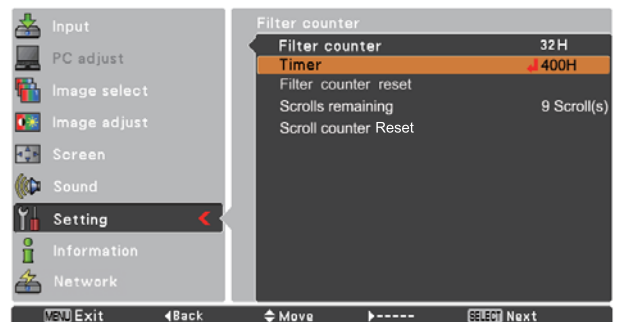 Input
PC adjust
Image select
Image adjust
Screen
Sound
Setting
Information
Network
Filter counter
Filter counter 32H
Timer 400H
Filter counter reset
Scrolls remaining 9 Scroll(s)
Scroll counter Reset
MENU Exit Back Move ----- SELECT Next